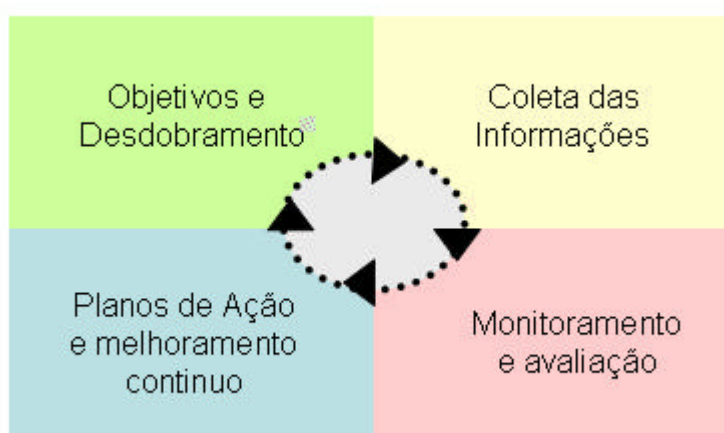 Objetivos e
Desdobramento
Coleta das
Informações
Planos de Ação
e melhoramento
continuo
Monitoramento
e avaliação